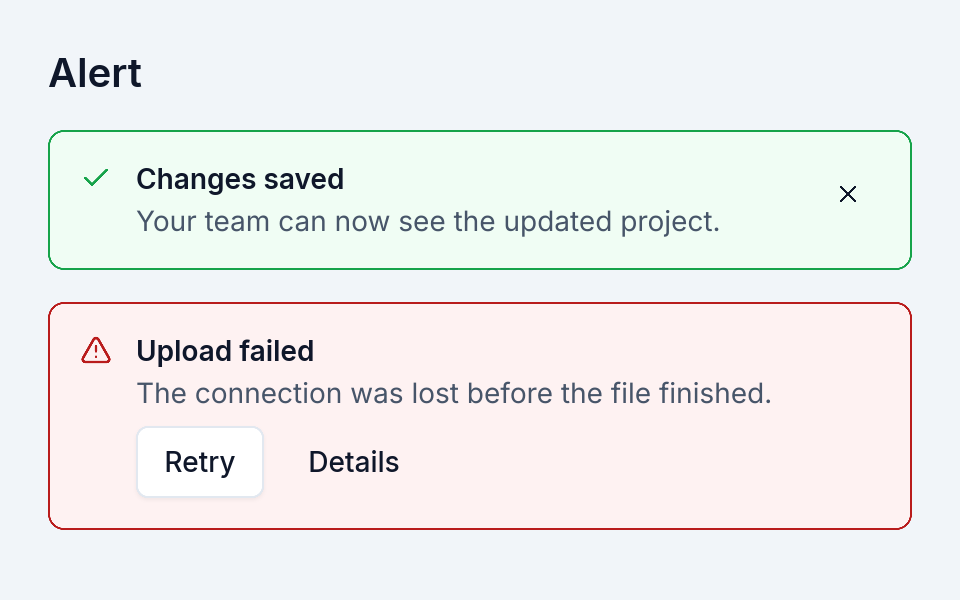 Alert
Changes saved
Your team can now see the updated project.
Upload failed
The connection was lost before the file finished.
Retry
Details